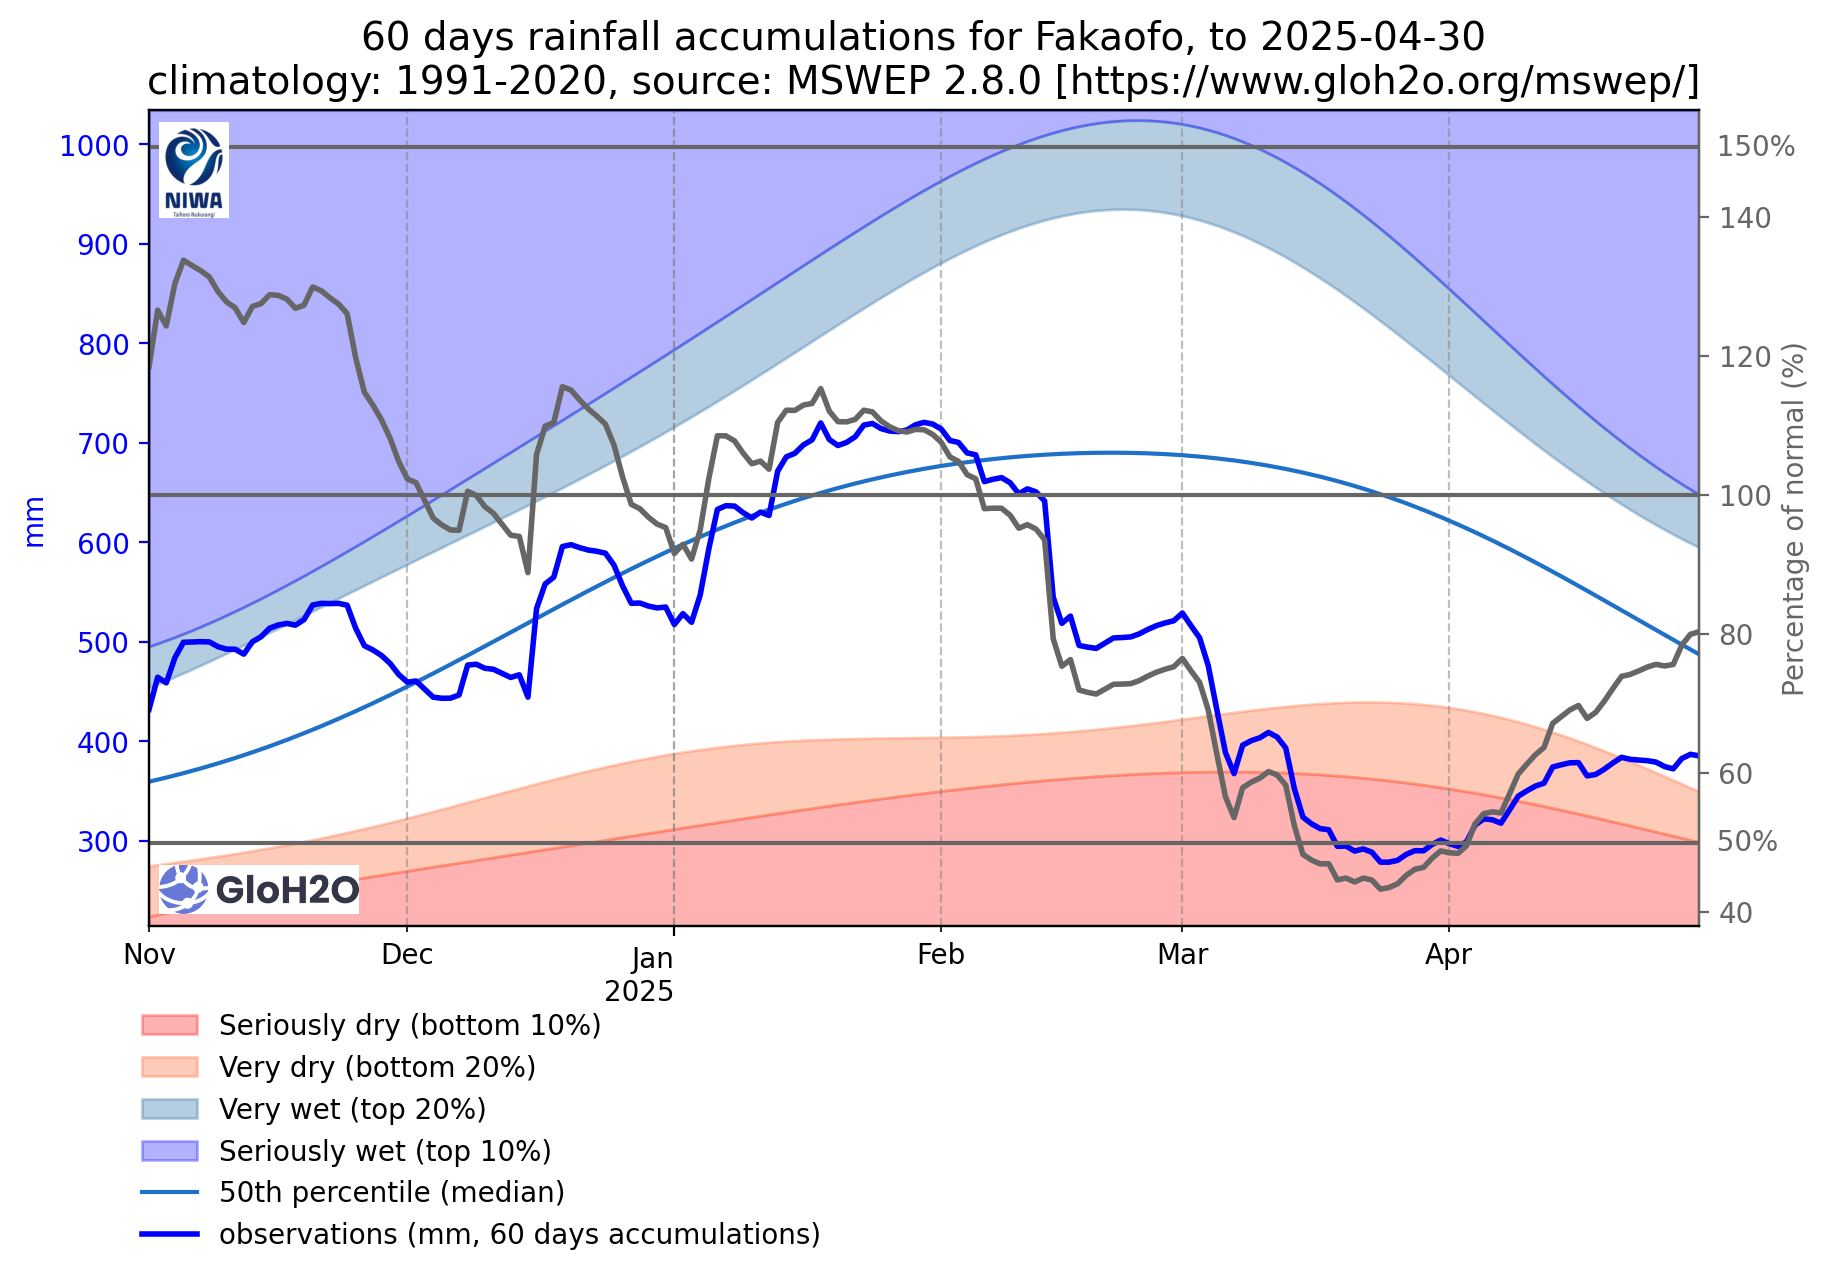 60 days rainfall accumulations for Fakaofo, to 2025-04-30
climatology: 1991-2020, source: MSWEP 2.8.0 [https://www.gloh2o.org/mswep/]
1000
900
800
700
600
500
400
300
mm
150%
140
120
100
80
60
50%
40
Percentage of normal (%)
NIWA
Taihoro Nukurangi
GloH2O
Nov
Dec
Jan
2025
Feb
Mar
Apr
Seriously dry (bottom 10%)
Very dry (bottom 20%)
Very wet (top 20%)
Seriously wet (top 10%)
50th percentile (median)
observations (mm, 60 days accumulations)